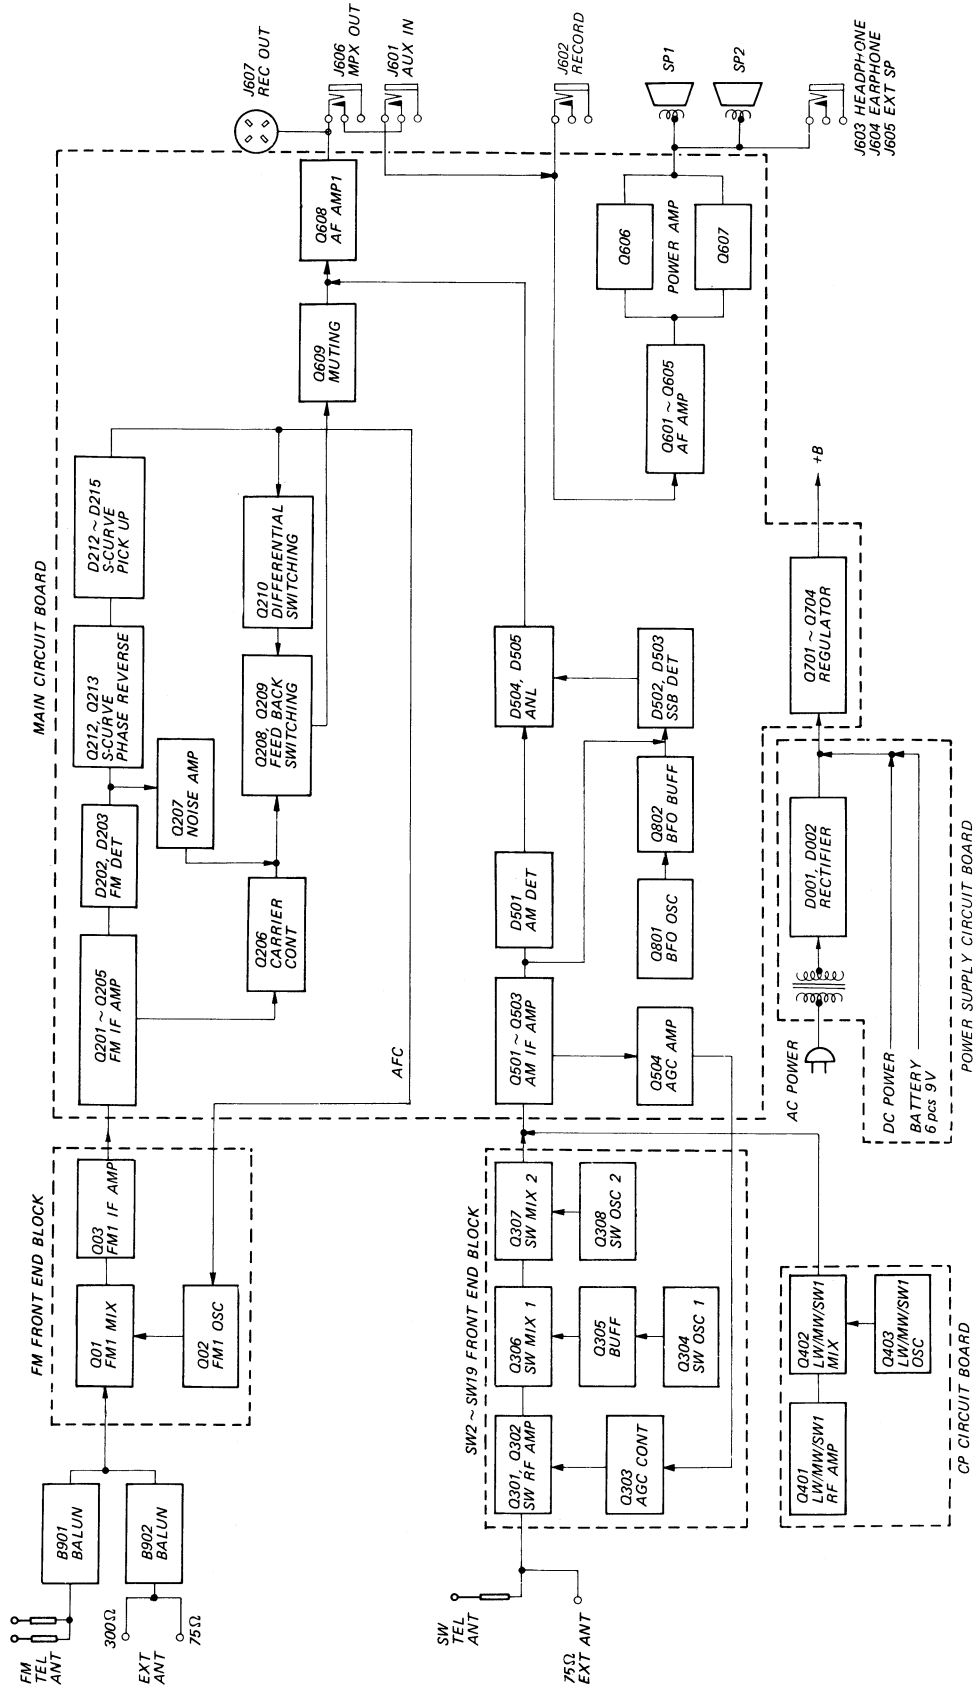 FM
TEL
ANT
300Ω
EXT
ANT
75Ω
B901
BALUN
B902
BALUN
FM FRONT END BLOCK
Q01
FM1 MIX
Q03
FM1 IF AMP
Q02
FM1 OSC
AFC
MAIN CIRCUIT BOARD
Q201 ~ Q205
FM IF AMP
D202, D203
FM DET
Q212, Q213
S-CURVE
PHASE REVERSE
D212 ~ D215
S-CURVE
PICK UP
Q207
NOISE AMP
Q206
CARRIER
CONT
Q208, Q209
FEED BACK
SWITCHING
Q210
DIFFERENTIAL
SWITCHING
Q609
MUTING
Q608
AF AMP1
J607
REC OUT
J606
MPX OUT
J601
AUX IN
SW
TEL
ANT
75Ω
EXT ANT
SW2 ~ SW19 FRONT END BLOCK
Q301, Q302
SW RF AMP
Q306
SW MIX 1
Q307
SW MIX 2
Q303
AGC CONT
Q305
BUFF
Q308
SW OSC 2
Q304
SW OSC 1
Q501 ~ Q503
AM IF AMP
D501
AM DET
D504, D505
ANL
Q504
AGC AMP
Q801
BFO OSC
Q802
BFO BUFF
D502, D503
SSB DET
J602
RECORD
Q601 ~ Q605
AF AMP
Q606
POWER AMP
Q607
SP1
SP2
J603 HEADPHONE
J604 EARPHONE
J605 EXT SP
Q401
LW/MW/SW1
RF AMP
Q402
LW/MW/SW1
MIX
Q403
LW/MW/SW1
OSC
CP CIRCUIT BOARD
AC POWER
D001, D002
RECTIFIER
Q701 ~ Q704
REGULATOR
+B
DC POWER
BATTERY
6 pcs 9V
POWER SUPPLY CIRCUIT BOARD